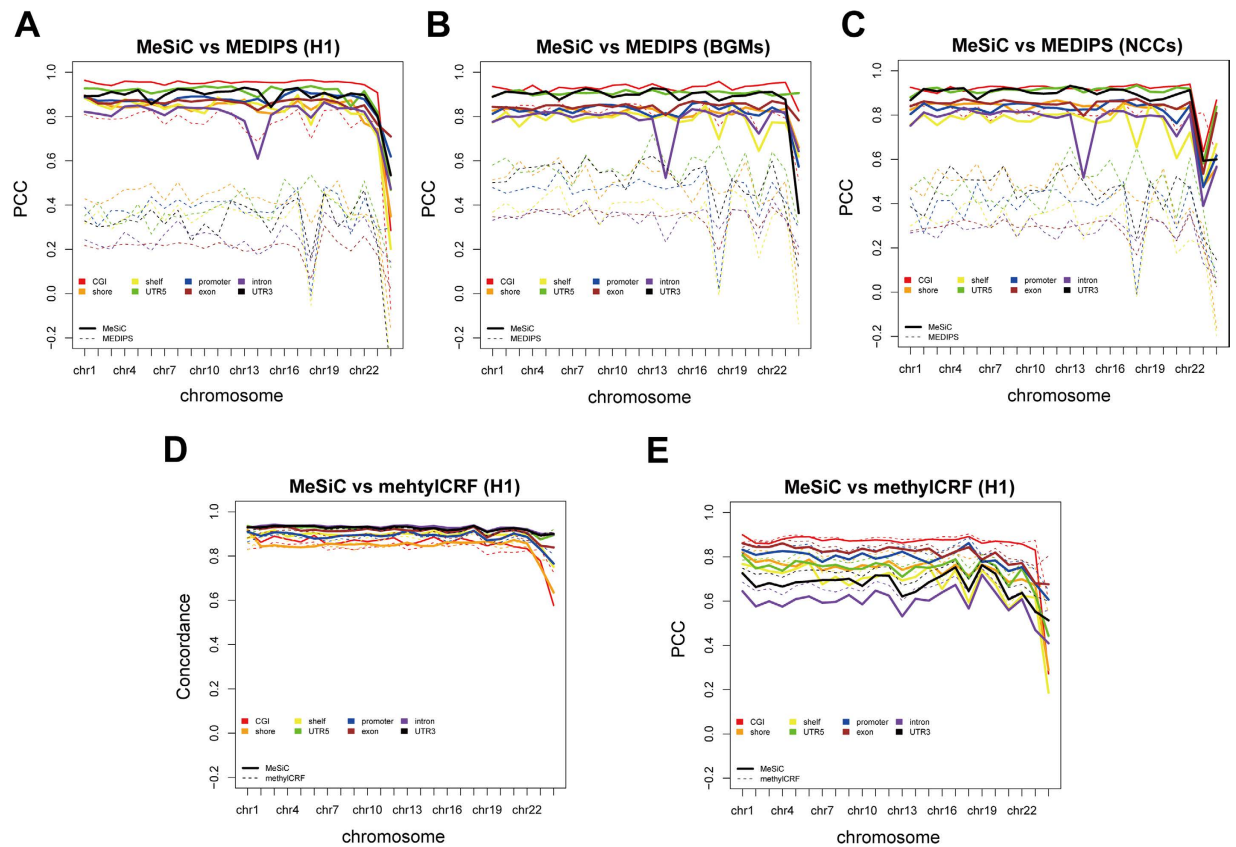 A
MeSiC vs MEDIPS (H1)
PCC
1.0
0.8
0.6
0.4
0.2
0.0
−0.2
CGI shelf promoter intron
shore UTR5 exon UTR3
MeSiC
MEDIPS
chr1 chr4 chr7 chr10 chr13 chr16 chr19 chr22
chromosome
B
MeSiC vs MEDIPS (BGMs)
PCC
1.0
0.8
0.6
0.4
0.2
0.0
−0.2
CGI shelf promoter intron
shore UTR5 exon UTR3
MeSiC
MEDIPS
chr1 chr4 chr7 chr10 chr13 chr16 chr19 chr22
chromosome
C
MeSiC vs MEDIPS (NCCs)
PCC
1.0
0.8
0.6
0.4
0.2
0.0
−0.2
CGI shelf promoter intron
shore UTR5 exon UTR3
MeSiC
MEDIPS
chr1 chr4 chr7 chr10 chr13 chr16 chr19 chr22
chromosome
D
MeSiC vs mehtylCRF (H1)
Concordance
1.0
0.8
0.6
0.4
0.2
0.0
−0.2
CGI shelf promoter intron
shore UTR5 exon UTR3
MeSiC
methylCRF
chr1 chr4 chr7 chr10 chr13 chr16 chr19 chr22
chromosome
E
MeSiC vs methylCRF (H1)
PCC
1.0
0.8
0.6
0.4
0.2
0.0
−0.2
CGI shelf promoter intron
shore UTR5 exon UTR3
MeSiC
methylCRF
chr1 chr4 chr7 chr10 chr13 chr16 chr19 chr22
chromosome